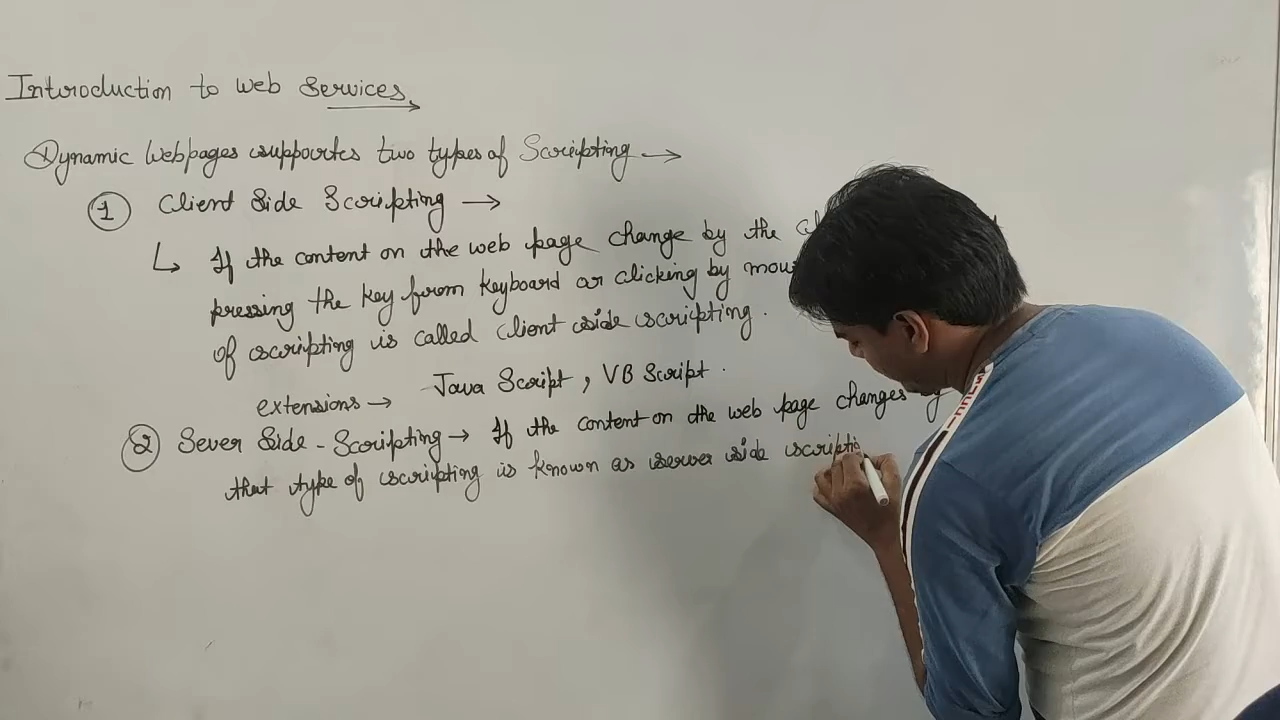 Introduction to web Services
Dynamic Webpages supportes two types of Scripting →
① Client Side Scripting →
↳ If the content on the web page change by the
pressing the key from keyboard or clicking by
of scripting is called client side scripting.
extensions → Java Script, VB Script.
② Sever Side - Scripting → If the content on the web page changes
that type of scripting is known as server side